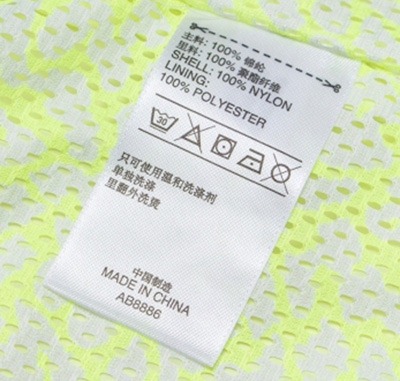 主料: 100% 锦纶
里料: 100% 聚酯纤维
SHELL: 100% NYLON
LINING:
100% POLYESTER
30
只可使用温和洗涤剂
单独洗涤
里翻外洗烫
中国制造
MADE IN CHINA
AB8886